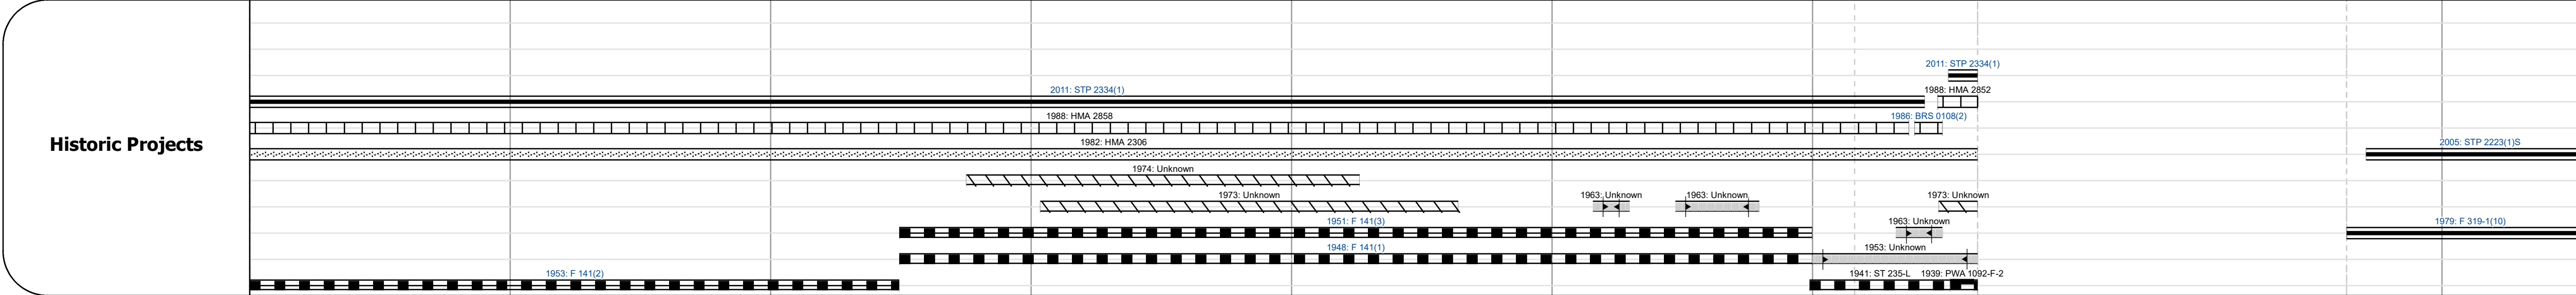 2011: STP 2334(1)
2011: STP 2334(1)
1988: HMA 2852
1988: HMA 2858
1986: BRS 0108(2)
Historic Projects
1982: HMA 2306
2005: STP 2223(1)S
1974: Unknown
1973: Unknown
1963: Unknown
1963: Unknown
1973: Unknown
1951: F 141(3)
1963: Unknown
1979: F 319-1(10)
1948: F 141(1)
1953: Unknown
1953: F 141(2)
1941: ST 235-L
1939: PWA 1092-F-2